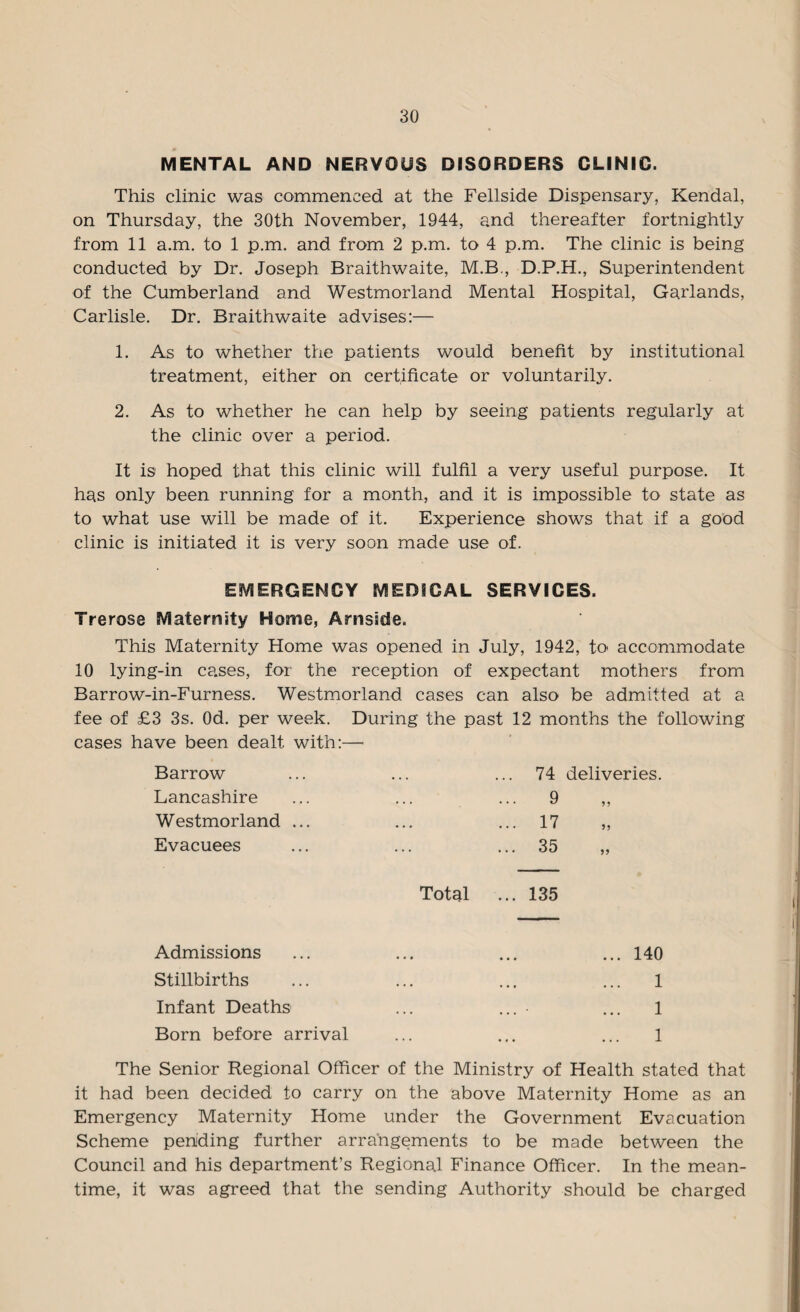 30
MENTAL AND NERVOUS DISORDERS CLINIC.
This clinic was commenced at the Fellside Dispensary, Kendal,
on Thursday, the 30th November, 1944, and thereafter fortnightly
from 11 a.m. to 1 p.m. and from 2 p.m. to 4 p.m. The clinic is being
conducted by Dr. Joseph Braithwaite, M.B., D.P.H., Superintendent
of the Cumberland and Westmorland Mental Hospital, Garlands,
Carlisle. Dr. Braithwaite advises:—
1. As to whether the patients would benefit by institutional
treatment, either on certificate or voluntarily.
2. As to whether he can help by seeing patients regularly at
the clinic over a period.
It is hoped that this clinic will fulfil a very useful purpose. It
has only been running for a month, and it is impossible to state as
to what use will be made of it. Experience shows that if a good
clinic is initiated it is very soon made use of.
EMERGENCY MEDICAL SERVICES.
Trerose Maternity Home, Arnside.
This Maternity Home was opened in July, 1942, to accommodate
10 lying-in cases, for the reception of expectant mothers from
Barrow-in-Furness. Westmorland cases can also be admitted at a
fee of £3 3s. 0d. per week. During the past 12 months the following
cases have been dealt with:—
Barrow ... ... ... 74 deliveries.
Lancashire ... ... ... 9 „
Westmorland ... ... ... 17 „
Evacuees ... ... ... 35 „
Total ... 135
Admissions ... ... ... ... 140
Stillbirths ... ... ... ... 1
Infant Deaths ... ... ... 1
Born before arrival ... ... ... 1
The Senior Regional Officer of the Ministry of Health stated that
it had been decided to carry on the above Maternity Home as an
Emergency Maternity Home under the Government Evacuation
Scheme pending further arrangements to be made between the
Council and his department's Regional Finance Officer. In the mean-
time, it was agreed that the sending Authority should be charged